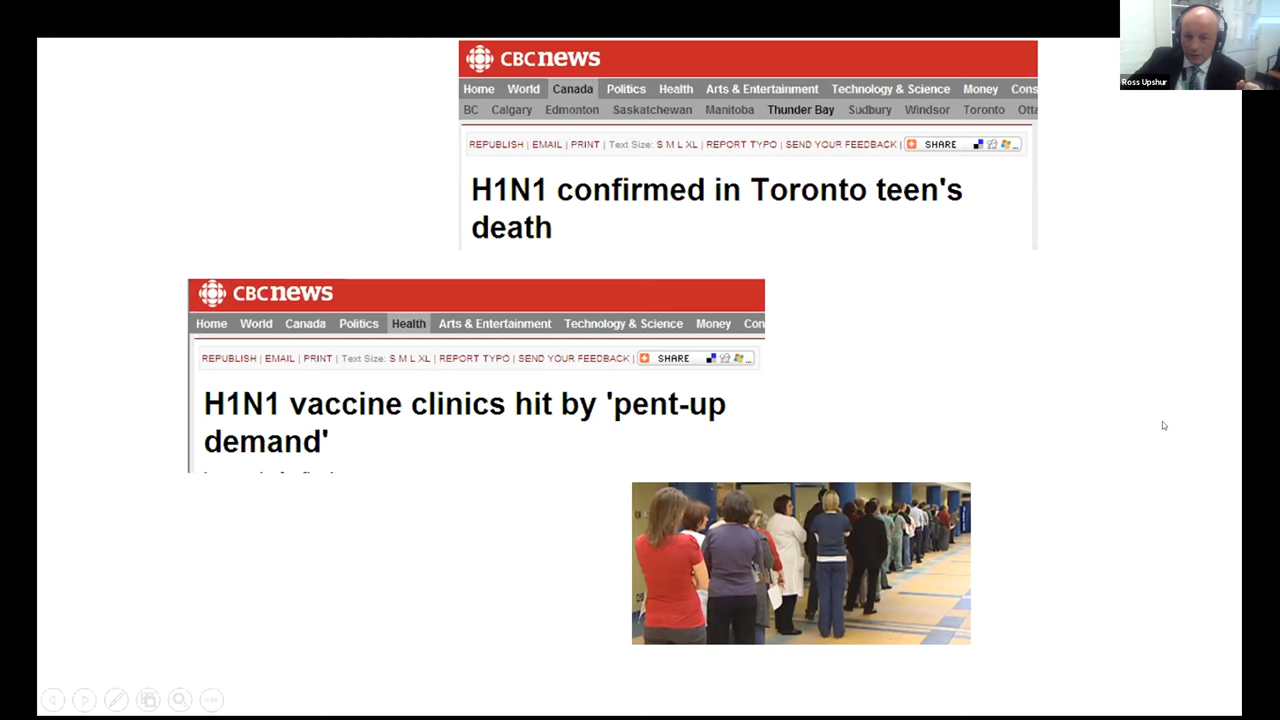 Ross Upshur
CBCnews
Home World Canada Politics Health Arts & Entertainment Technology & Science Money Cons
BC Calgary Edmonton Saskatchewan Manitoba Thunder Bay Sudbury Windsor Toronto Otta
REPUBLISH | EMAIL | PRINT | Text Size: S M L XL | REPORT TYPO | SEND YOUR FEEDBACK | SHARE
H1N1 confirmed in Toronto teen's
death
CBCnews
Home World Canada Politics Health Arts & Entertainment Technology & Science Money Con
REPUBLISH | EMAIL | PRINT | Text Size: S M L XL | REPORT TYPO | SEND YOUR FEEDBACK | SHARE
H1N1 vaccine clinics hit by 'pent-up
demand'